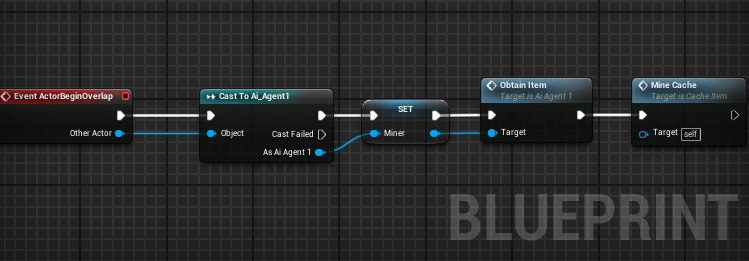 Event ActorBeginOverlap
Other Actor
Cast To Ai_Agent1
Object
Cast Failed
As Ai Agent 1
SET
Miner
Obtain Item
Target is Ai Agent 1
Target
Mine Cache
Target is Cache Item
Target self
BLUEPRINT